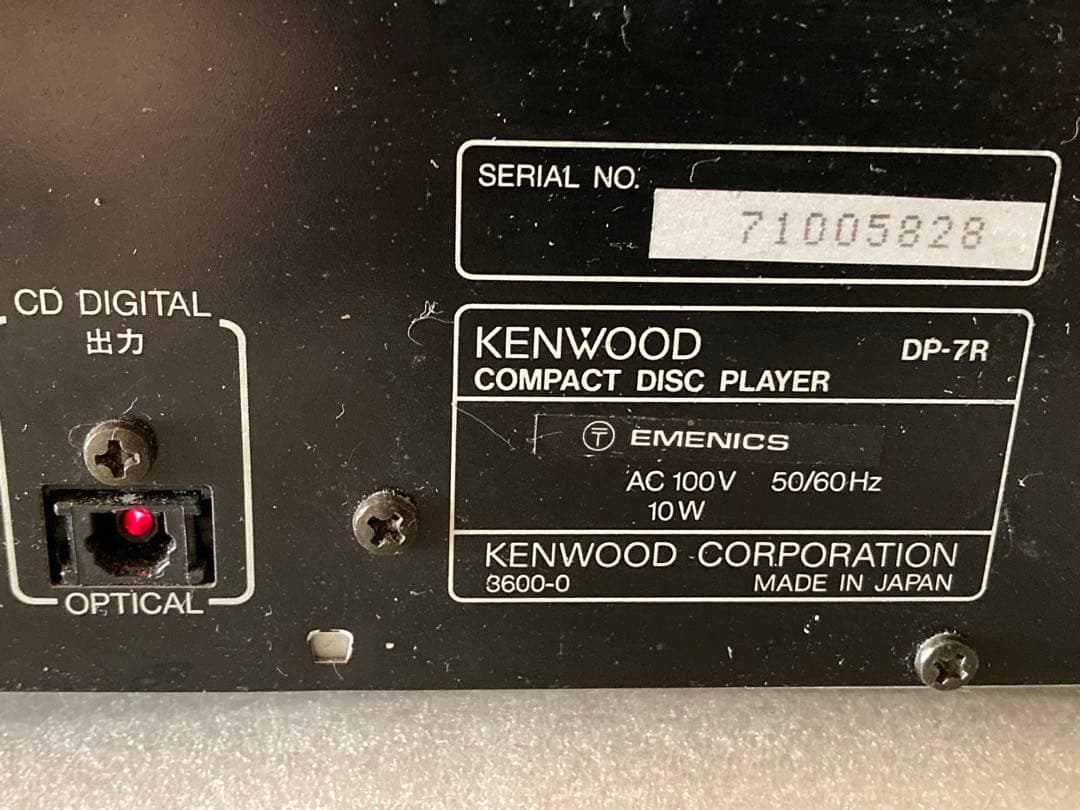 SERIAL NO.
71005828
CD DIGITAL
出力
OPTICAL
KENWOOD DP-7R
COMPACT DISC PLAYER
〒 EMENICS
AC 100V 50/60Hz
10W
KENWOOD CORPORATION
3600-0 MADE IN JAPAN